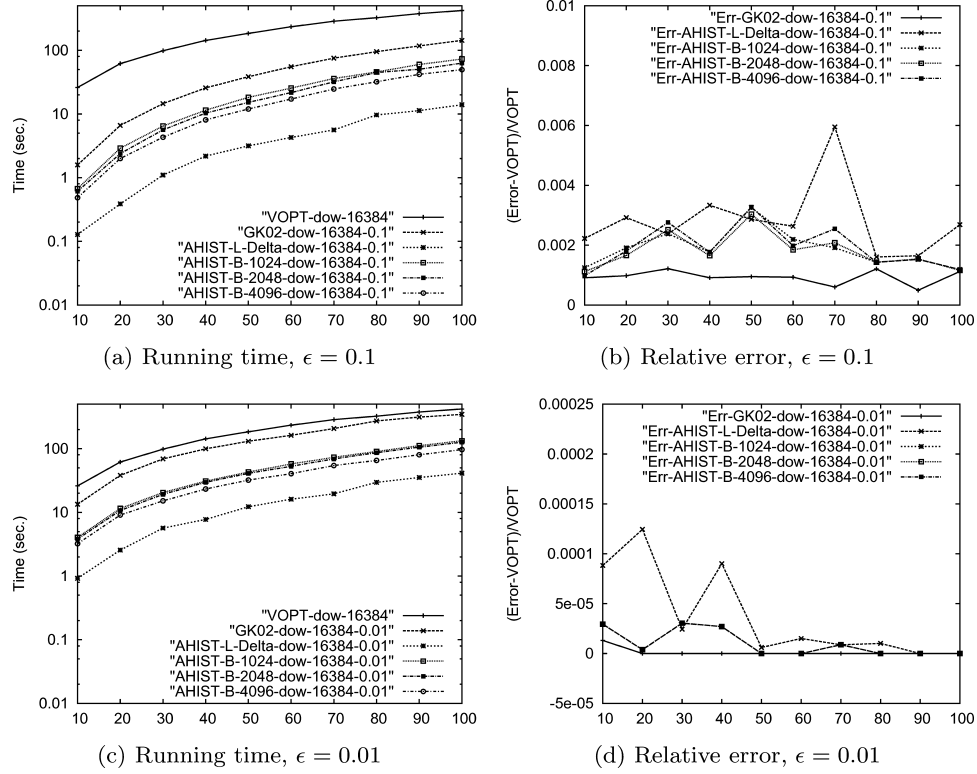 100
10
1
0.1
0.01
Time (sec.)
"VOPT-dow-16384"
"GK02-dow-16384-0.1"
"AHIST-L-Delta-dow-16384-0.1"
"AHIST-B-1024-dow-16384-0.1"
"AHIST-B-2048-dow-16384-0.1"
"AHIST-B-4096-dow-16384-0.1"
10 20 30 40 50 60 70 80 90 100
(a) Running time, ϵ = 0.1
0.01
0.008
0.006
0.004
0.002
0
(Error-VOPT)/VOPT
"Err-GK02-dow-16384-0.1"
"Err-AHIST-L-Delta-dow-16384-0.1"
"Err-AHIST-B-1024-dow-16384-0.1"
"Err-AHIST-B-2048-dow-16384-0.1"
"Err-AHIST-B-4096-dow-16384-0.1"
10 20 30 40 50 60 70 80 90 100
(b) Relative error, ϵ = 0.1
100
10
1
0.1
0.01
Time (sec.)
"VOPT-dow-16384"
"GK02-dow-16384-0.01"
"AHIST-L-Delta-dow-16384-0.01"
"AHIST-B-1024-dow-16384-0.01"
"AHIST-B-2048-dow-16384-0.01"
"AHIST-B-4096-dow-16384-0.01"
10 20 30 40 50 60 70 80 90 100
(c) Running time, ϵ = 0.01
0.00025
0.0002
0.00015
0.0001
5e-05
0
-5e-05
(Error-VOPT)/VOPT
"Err-GK02-dow-16384-0.01"
"Err-AHIST-L-Delta-dow-16384-0.01"
"Err-AHIST-B-1024-dow-16384-0.01"
"Err-AHIST-B-2048-dow-16384-0.01"
"Err-AHIST-B-4096-dow-16384-0.01"
10 20 30 40 50 60 70 80 90 100
(d) Relative error, ϵ = 0.01